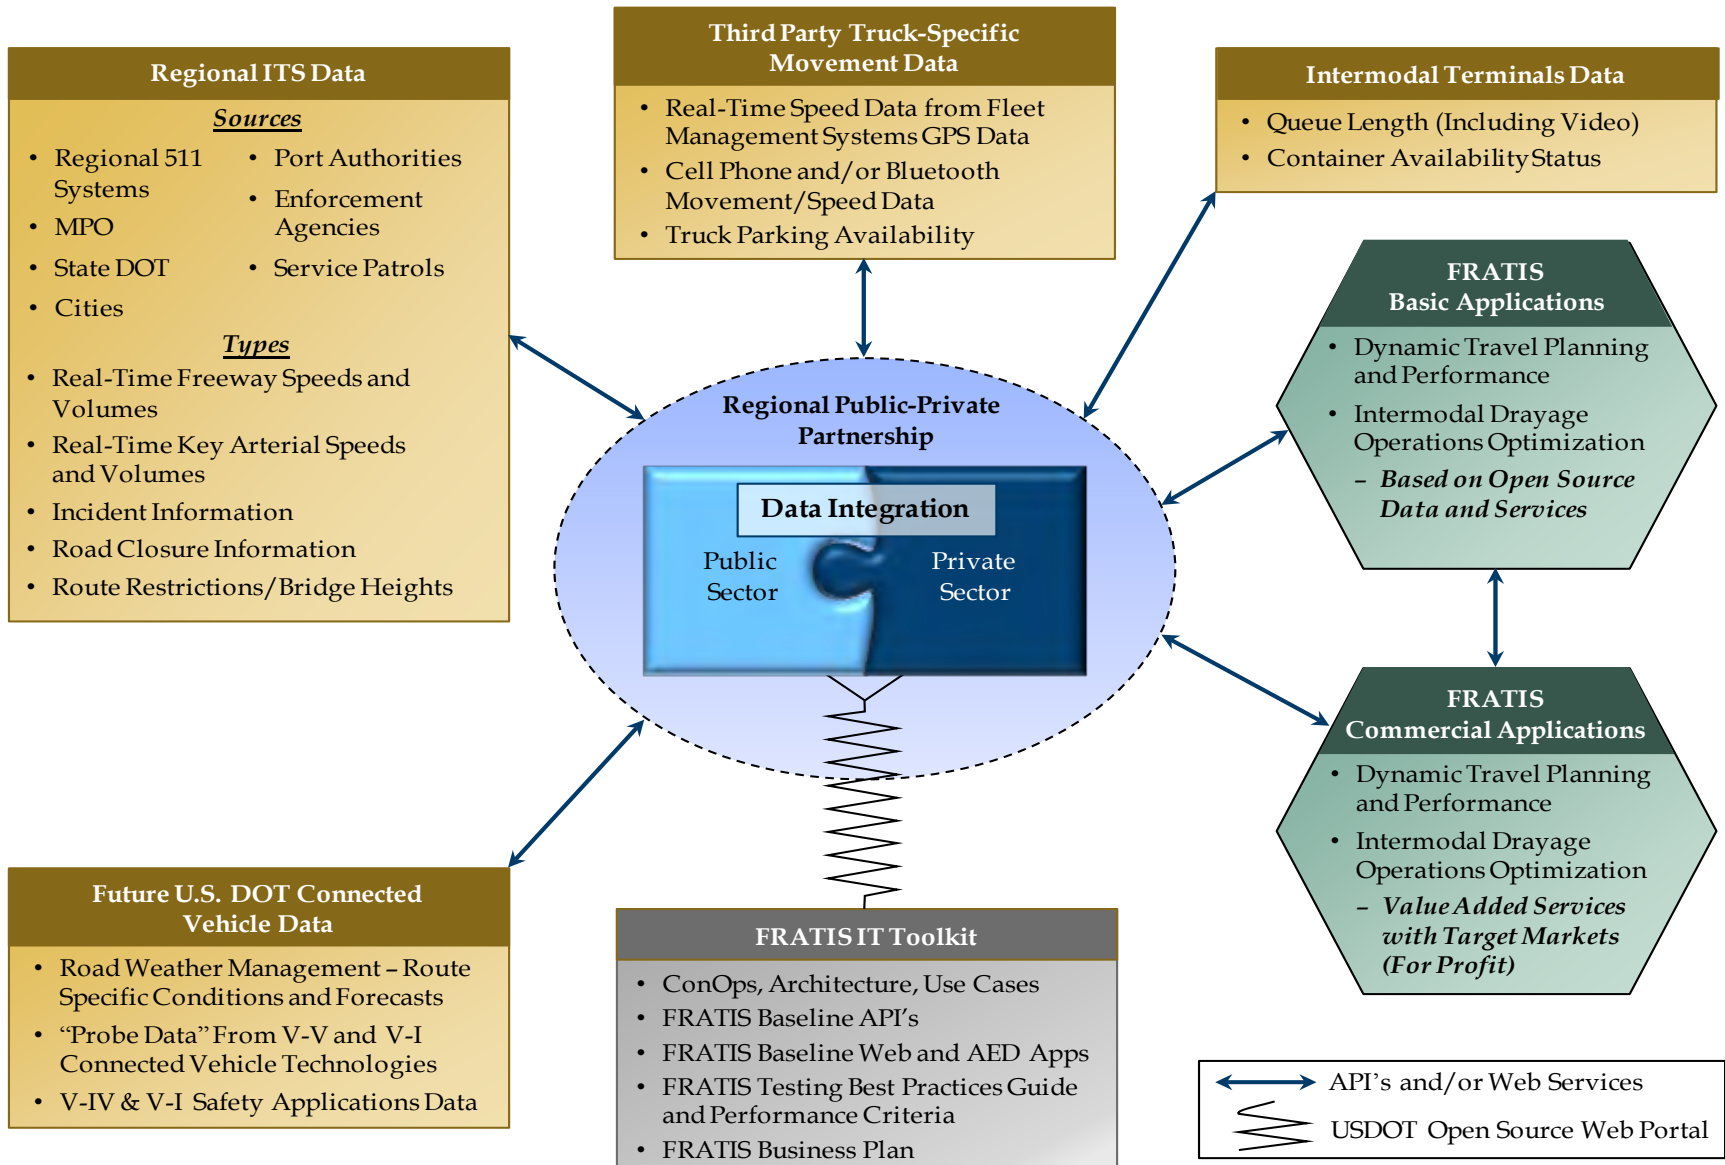 Regional ITS Data
Sources
• Regional 511
Systems
• MPO
• State DOT
• Cities
• Port Authorities
• Enforcement
Agencies
• Service Patrols
Types
• Real-Time Freeway Speeds and
Volumes
• Real-Time Key Arterial Speeds
and Volumes
• Incident Information
• Road Closure Information
• Route Restrictions/Bridge Heights
Third Party Truck-Specific
Movement Data
• Real-Time Speed Data from Fleet
Management Systems GPS Data
• Cell Phone and/or Bluetooth
Movement/Speed Data
• Truck Parking Availability
Intermodal Terminals Data
• Queue Length (Including Video)
• Container Availability Status
Regional Public-Private
Partnership
Data Integration
Public
Sector
Private
Sector
FRATIS
Basic Applications
• Dynamic Travel Planning
and Performance
• Intermodal Drayage
Operations Optimization
– Based on Open Source
Data and Services
FRATIS
Commercial Applications
• Dynamic Travel Planning
and Performance
• Intermodal Drayage
Operations Optimization
– Value Added Services
with Target Markets
(For Profit)
Future U.S. DOT Connected
Vehicle Data
• Road Weather Management – Route
Specific Conditions and Forecasts
• “Probe Data” From V-V and V-I
Connected Vehicle Technologies
• V-IV & V-I Safety Applications Data
FRATIS IT Toolkit
• ConOps, Architecture, Use Cases
• FRATIS Baseline API's
• FRATIS Baseline Web and AED Apps
• FRATIS Testing Best Practices Guide
and Performance Criteria
• FRATIS Business Plan
API's and/or Web Services
USDOT Open Source Web Portal